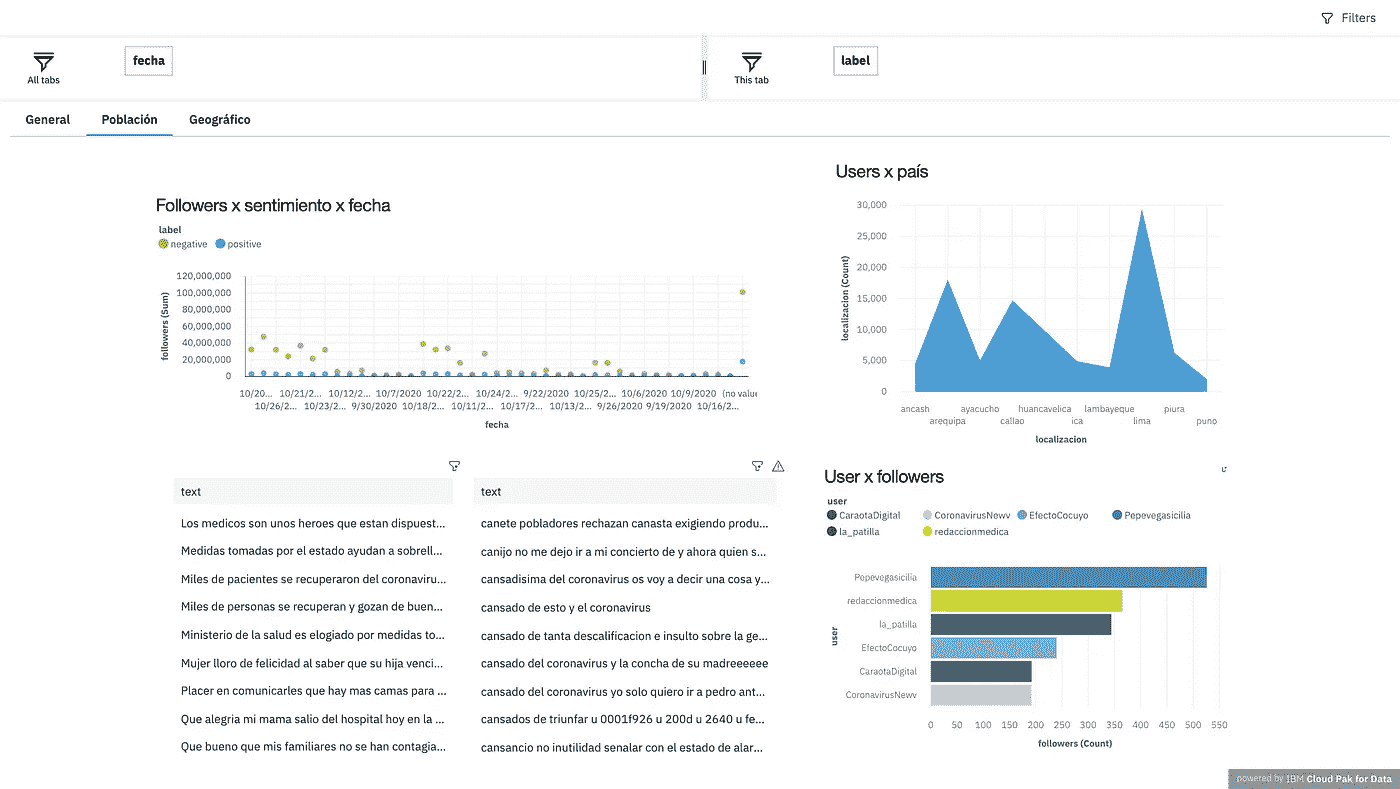 Filters
All tabs
fecha
This tab
label
General Población Geográfico
Followers x sentimiento x fecha
label
negative positive
followers (Sum)
120,000,000
100,000,000
80,000,000
60,000,000
40,000,000
20,000,000
0
10/20... 10/21/2... 10/12/2... 10/7/2020 10/22/2... 10/24/2... 9/22/2020 10/25/2... 10/6/2020 10/9/2020 (no value
10/26/2... 10/23/2... 9/30/2020 10/18/2... 10/11/2... 10/17/2... 10/13/2... 9/26/2020 9/19/2020 10/16/2...
fecha
Users x país
localizacion (Count)
30,000
25,000
20,000
15,000
10,000
5,000
0
ancash ayacucho huancavelica lambayeque piura
arequipa callao ica lima puno
localizacion
text
Los medicos son unos heroes que estan dispuest...
Medidas tomadas por el estado ayudan a sobrell...
Miles de pacientes se recuperaron del coronaviru...
Miles de personas se recuperan y gozan de buen...
Ministerio de la salud es elogiado por medidas to...
Mujer lloro de felicidad al saber que su hija venci...
Placer en comunicarles que hay mas camas para ...
Que alegria mi mama salio del hospital hoy en la ...
Que bueno que mis familiares no se han contagia...
text
canete pobladores rechazan canasta exigiendo produ...
canijo no me dejo ir a mi concierto de y ahora quien s...
cansadisima del coronavirus os voy a decir una cosa y...
cansado de esto y el coronavirus
cansado de tanta descalificacion e insulto sobre la ge...
cansado del coronavirus y la concha de su madreeeeee
cansado del coronavirus yo solo quiero ir a pedro ant...
cansados de triunfar u 0001f926 u 200d u 2640 u fe...
cansancio no inutilidad senalar con el estado de alar...
User x followers
user
CaraotaDigital CoronavirusNewv EfectoCocuyo Pepevegasicilia
la_patilla redaccionmedica
user
Pepevegasicilia
redaccionmedica
la_patilla
EfectoCocuyo
CaraotaDigital
CoronavirusNewv
0 50 100 150 200 250 300 350 400 450 500 550
followers (Count)
powered by IBM Cloud Pak for Data